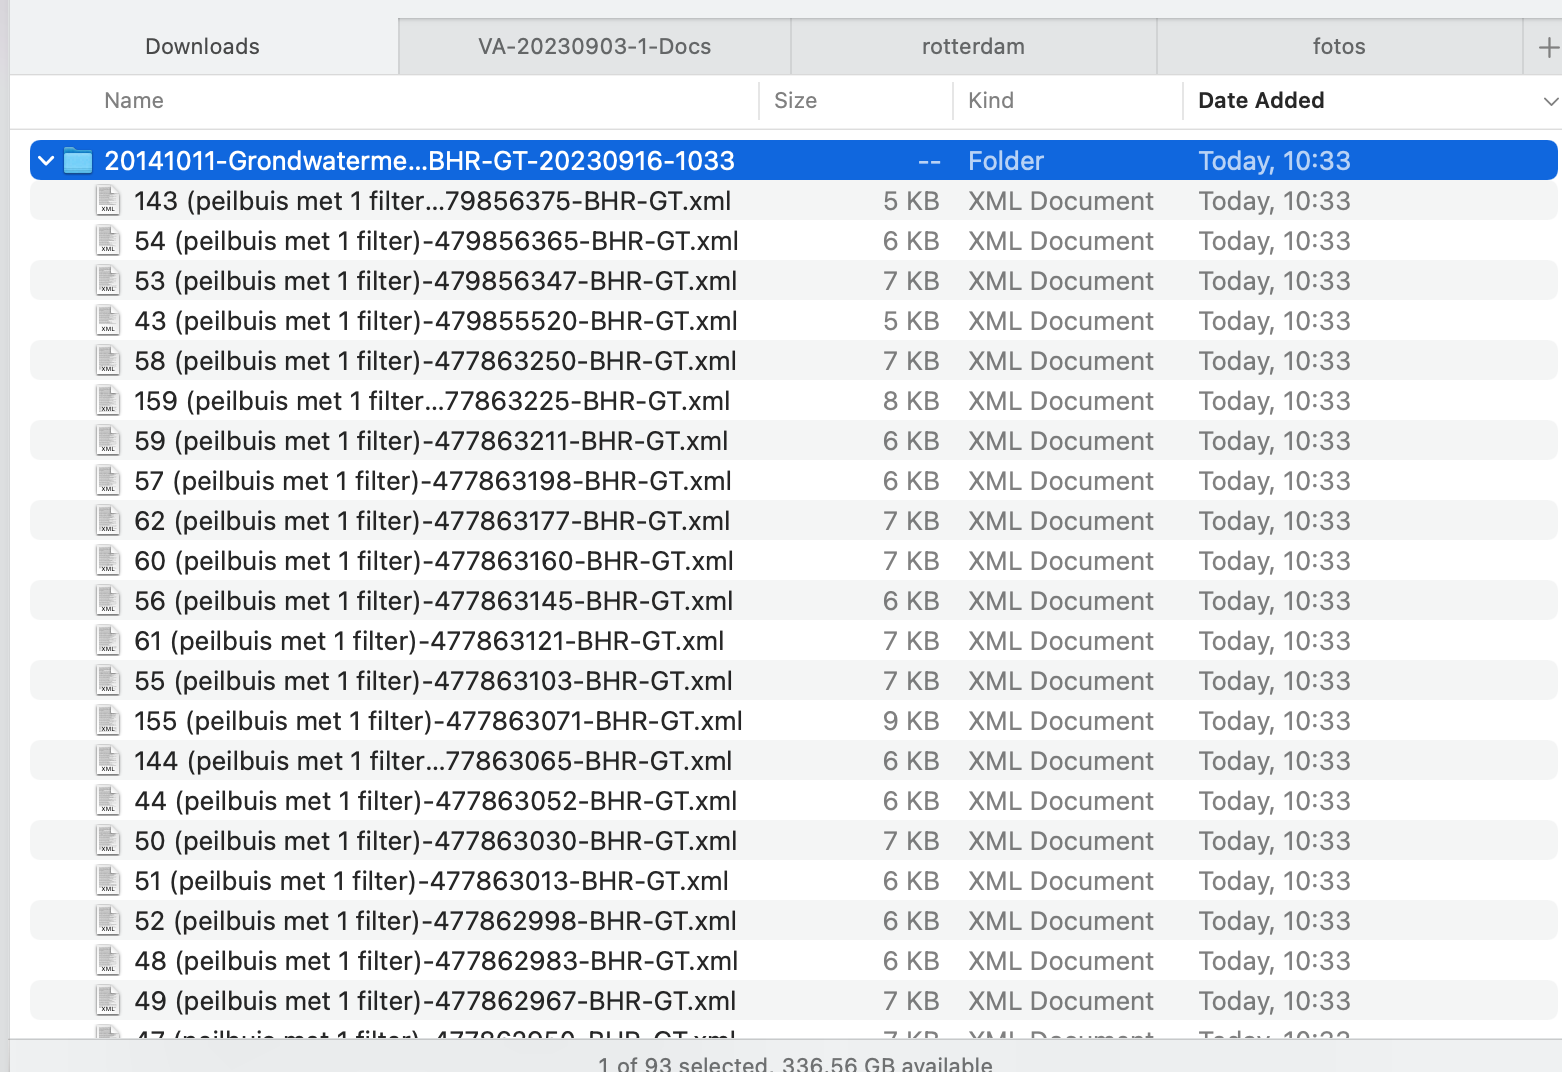 Downloads VA-20230903-1-Docs rotterdam fotos
Name Size Kind Date Added
20141011-Grondwaterme...BHR-GT-20230916-1033 -- Folder Today, 10:33
143 (peilbuis met 1 filter...79856375-BHR-GT.xml 5 KB XML Document Today, 10:33
54 (peilbuis met 1 filter)-479856365-BHR-GT.xml 6 KB XML Document Today, 10:33
53 (peilbuis met 1 filter)-479856347-BHR-GT.xml 7 KB XML Document Today, 10:33
43 (peilbuis met 1 filter)-479855520-BHR-GT.xml 5 KB XML Document Today, 10:33
58 (peilbuis met 1 filter)-477863250-BHR-GT.xml 7 KB XML Document Today, 10:33
159 (peilbuis met 1 filter...77863225-BHR-GT.xml 8 KB XML Document Today, 10:33
59 (peilbuis met 1 filter)-477863211-BHR-GT.xml 6 KB XML Document Today, 10:33
57 (peilbuis met 1 filter)-477863198-BHR-GT.xml 6 KB XML Document Today, 10:33
62 (peilbuis met 1 filter)-477863177-BHR-GT.xml 7 KB XML Document Today, 10:33
60 (peilbuis met 1 filter)-477863160-BHR-GT.xml 7 KB XML Document Today, 10:33
56 (peilbuis met 1 filter)-477863145-BHR-GT.xml 6 KB XML Document Today, 10:33
61 (peilbuis met 1 filter)-477863121-BHR-GT.xml 7 KB XML Document Today, 10:33
55 (peilbuis met 1 filter)-477863103-BHR-GT.xml 7 KB XML Document Today, 10:33
155 (peilbuis met 1 filter)-477863071-BHR-GT.xml 9 KB XML Document Today, 10:33
144 (peilbuis met 1 filter...77863065-BHR-GT.xml 6 KB XML Document Today, 10:33
44 (peilbuis met 1 filter)-477863052-BHR-GT.xml 6 KB XML Document Today, 10:33
50 (peilbuis met 1 filter)-477863030-BHR-GT.xml 7 KB XML Document Today, 10:33
51 (peilbuis met 1 filter)-477863013-BHR-GT.xml 6 KB XML Document Today, 10:33
52 (peilbuis met 1 filter)-477862998-BHR-GT.xml 6 KB XML Document Today, 10:33
48 (peilbuis met 1 filter)-477862983-BHR-GT.xml 6 KB XML Document Today, 10:33
49 (peilbuis met 1 filter)-477862967-BHR-GT.xml 7 KB XML Document Today, 10:33
47 (peilbuis met 1 filter) 7 KB XML Document Today, 10:33
1 of 93 selected, 336.56 GB available